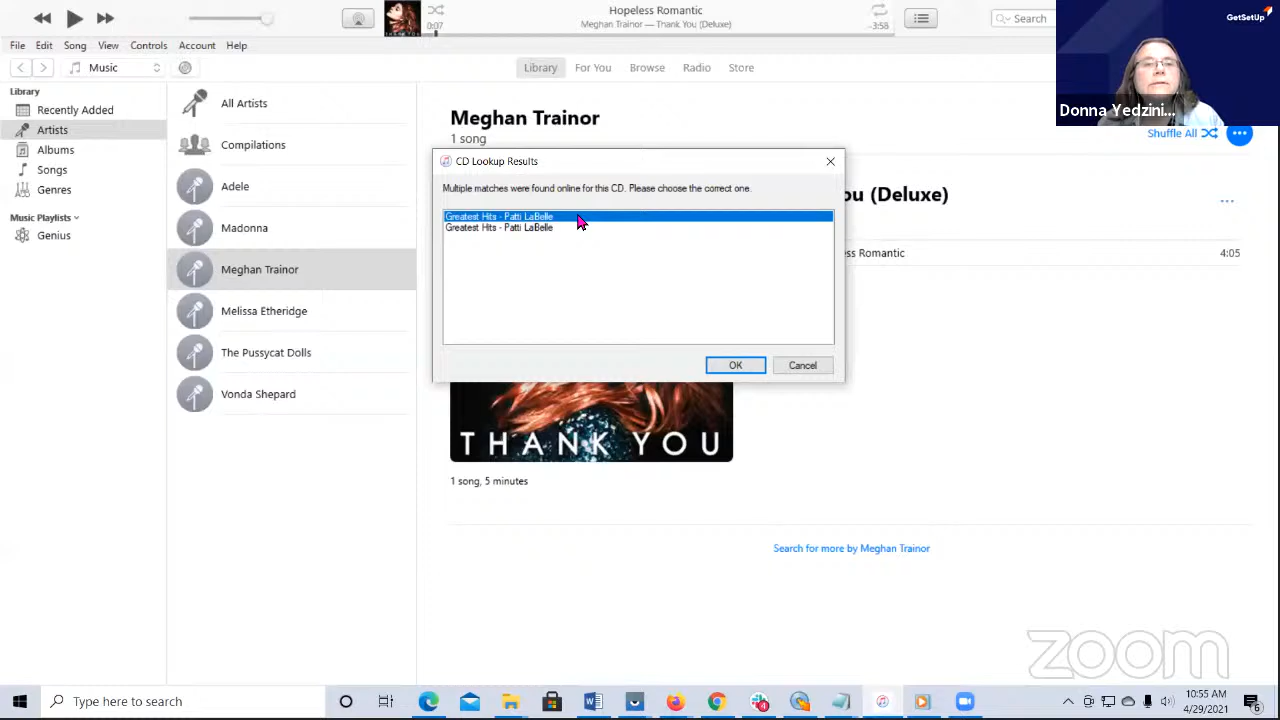 Hopeless Romantic
Meghan Trainor — Thank You (Deluxe)
0:07
-3:58
Search
GetSetUp
File Edit Song View Controls Account Help
Music
Library For You Browse Radio Store
Donna Yedzini...
Library
Recently Added
Artists
Albums
Songs
Genres
Music Playlists
Genius
All Artists
Compilations
Adele
Madonna
Meghan Trainor
Melissa Etheridge
The Pussycat Dolls
Vonda Shepard
Meghan Trainor
1 song
Shuffle All
CD Lookup Results
Multiple matches were found online for this CD. Please choose the correct one.
Greatest Hits - Patti LaBelle
Greatest Hits - Patti LaBelle
OK Cancel
ou (Deluxe)
ess Romantic 4:05
THANK YOU
1 song, 5 minutes
Search for more by Meghan Trainor
zoom
Type here to search
10:55 AM
4/29/2021